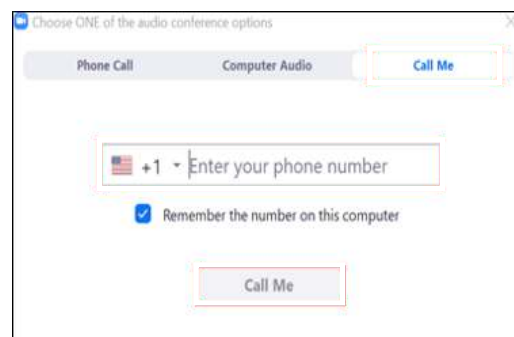 Choose ONE of the audio conference options
Phone Call Computer Audio Call Me
+1 Enter your phone number
Remember the number on this computer
Call Me